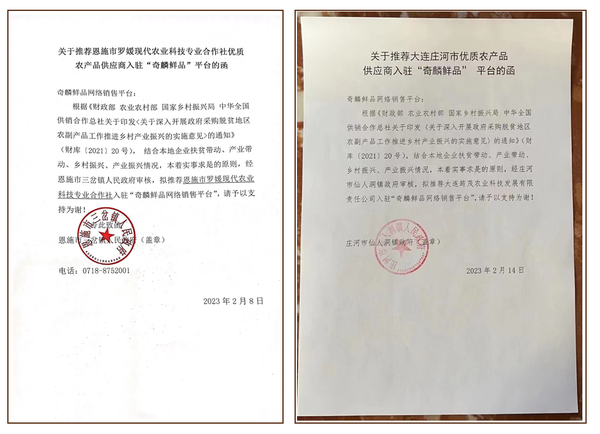 关于推荐恩施市罗媛现代农业科技专业合作社优质
农产品供应商入驻“奇麟鲜品”平台的函
奇麟鲜品网络销售平台：
根据《财政部 农业农村部 国家乡村振兴局 中华全国
供销合作总社关于印发<关于深入开展政府采购脱贫地区
农副产品工作推进乡村产业振兴的实施意见>的通知》
《财库〔2021〕20 号》， 结合本地企业扶贫带动、产业带
动、乡村振兴、产业振兴情况，本着实事求是的原则，经
恩施市三岔镇人民政府审核，拟推荐恩施市罗媛现代农业
科技专业合作社入驻“奇麟鲜品网络销售平台”，请予以支
持为谢！
特此致函
恩施市三岔镇人民政府（盖章）
恩施市三岔镇人民政府
电话：0718-8752001
2023 年 2 月 8 日
关于推荐大连庄河市优质农产品
供应商入驻“奇麟鲜品” 平台的函
奇麟鲜品网络销售平台：
根据《财政部 农业农村部 国家乡村振兴局 中华全国
供销合作总社关于印发〈关于深入开展政府采购脱贫地区
农副产品工作推进乡村产业振兴的实施意见〉的通知》（财
库〔2021〕20 号），结合本地企业扶贫带动、产业带动、
乡村振兴、产业振兴情况，本着实事求是的原则，经庄河
市仙人洞镇政府审核，拟推荐大连荷茂农业科技发展有限
责任公司入驻“奇麟鲜品网络销售平台”，请予以支持为谢！
庄河市仙人洞镇政府（盖章）
2023 年 2 月 14 日